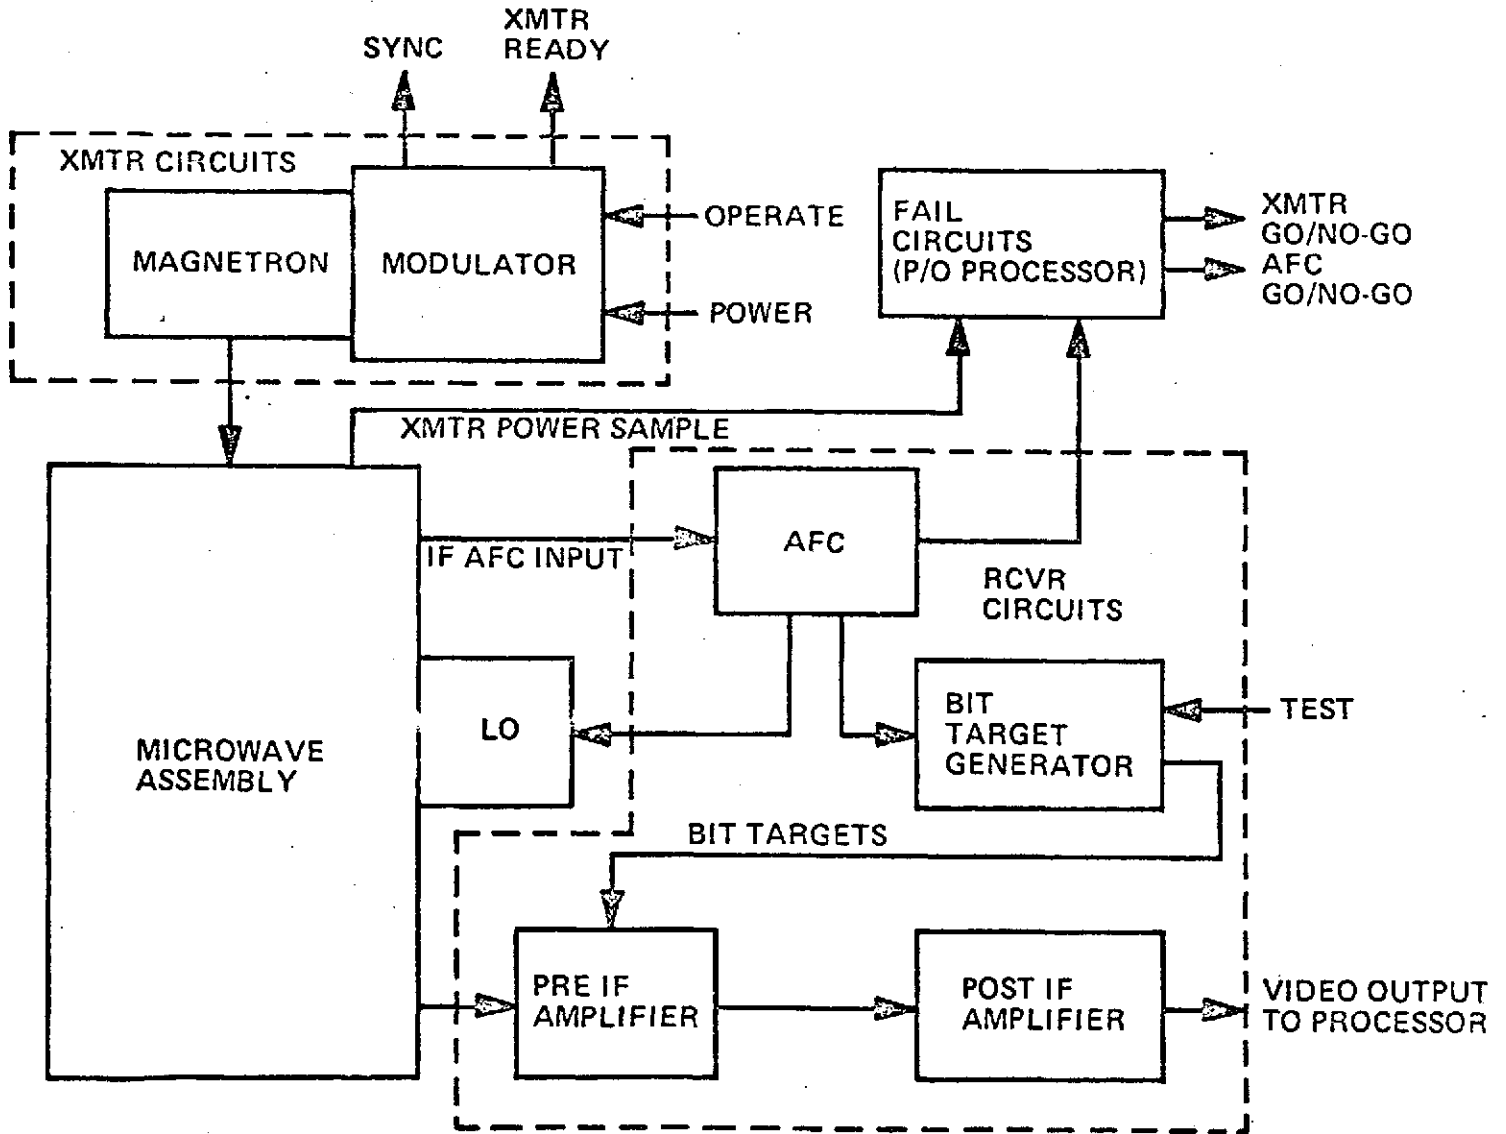 SYNC
XMTR
READY
XMTR CIRCUITS
MAGNETRON
MODULATOR
OPERATE
POWER
FAIL
CIRCUITS
(P/O PROCESSOR)
XMTR
GO/NO-GO
AFC
GO/NO-GO
XMTR POWER SAMPLE
IF AFC INPUT
AFC
RCVR
CIRCUITS
MICROWAVE
ASSEMBLY
LO
BIT
TARGET
GENERATOR
TEST
BIT TARGETS
PRE IF
AMPLIFIER
POST IF
AMPLIFIER
VIDEO OUTPUT
TO PROCESSOR